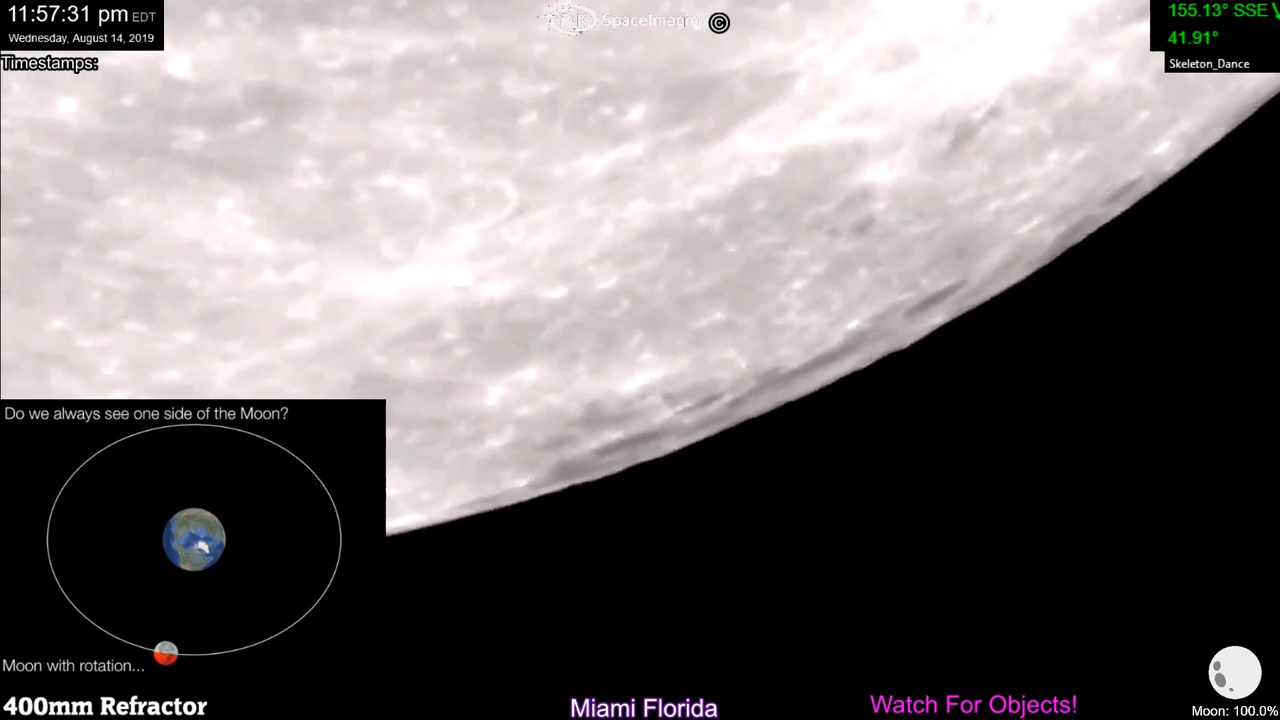 11:57:31 pm EDT
Wednesday, August 14, 2019
Timestamps:
SpaceImaging ©
155.13° SSE
41.91°
Skeleton_Dance
Do we always see one side of the Moon?
Moon with rotation...
400mm Refractor
Miami Florida
Watch For Objects!
Moon: 100.0%